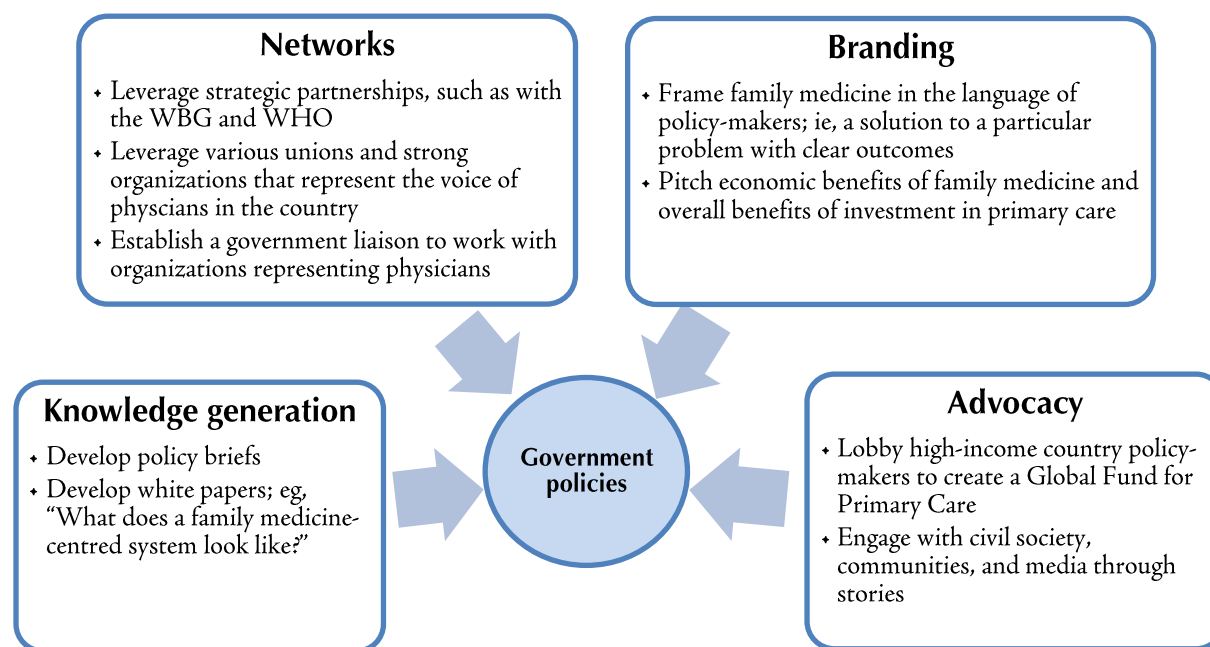 Networks
Leverage strategic partnerships, such as with
the WBG and WHO
Leverage various unions and strong
organizations that represent the voice of
physcians in the country
Establish a government liaison to work with
organizations representing physicians
Branding
Frame family medicine in the language of
policy-makers; ie, a solution to a particular
problem with clear outcomes
Pitch economic benefits of family medicine and
overall benefits of investment in primary care
Knowledge generation
Develop policy briefs
Develop white papers; eg,
“What does a family medicine-
centred system look like?”
Government
policies
Advocacy
Lobby high-income country policy-
makers to create a Global Fund for
Primary Care
Engage with civil society,
communities, and media through
stories